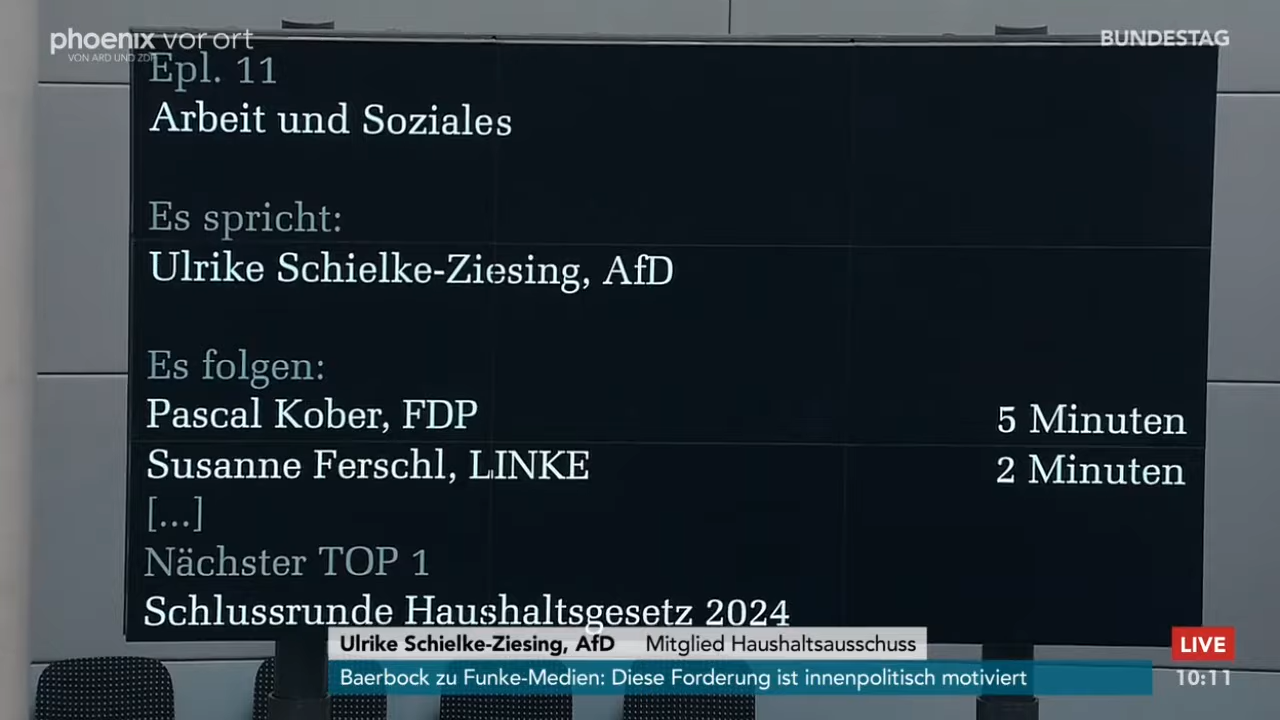 phoenix vor ort
VON ARD UND ZDF
BUNDESTAG
Epl. 11
Arbeit und Soziales
Es spricht:
Ulrike Schielke-Ziesing, AfD
Es folgen:
Pascal Kober, FDP 5 Minuten
Susanne Ferschl, LINKE 2 Minuten
[...]
Nächster TOP 1
Schlussrunde Haushaltsgesetz 2024
Ulrike Schielke-Ziesing, AfD Mitglied Haushaltsausschuss
LIVE
Baerbock zu Funke-Medien: Diese Forderung ist innenpolitisch motiviert
10:11